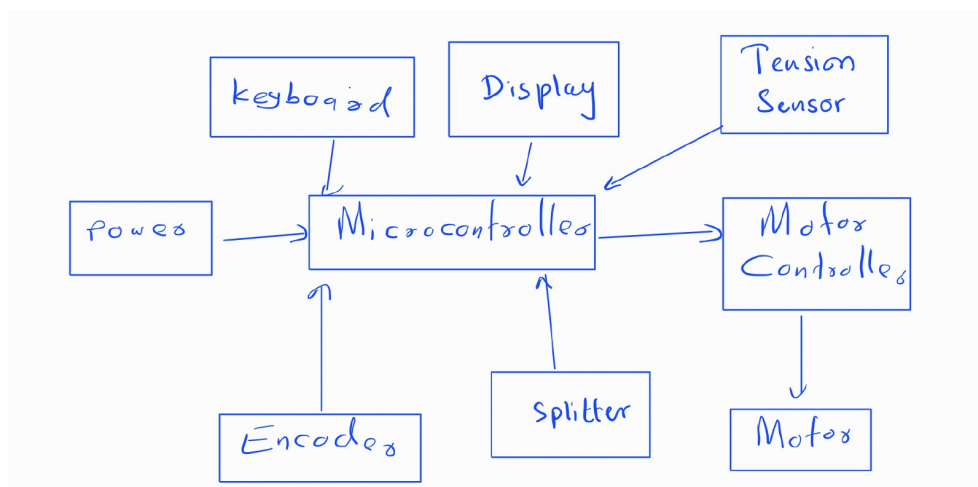 keyboard
Display
Tension
Sensor
Power
Microcontroller
Motor
Controller
Encoder
Splitter
Motor